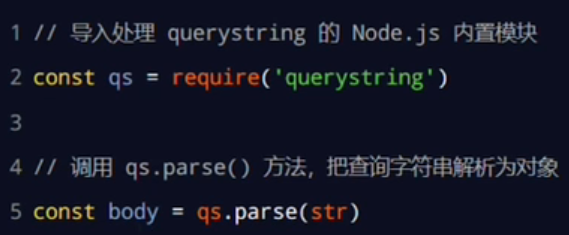 1 // 导入处理 querystring 的 Node.js 内置模块
2 const qs = require('querystring')
3
4 // 调用 qs.parse() 方法，把查询字符串解析为对象
5 const body = qs.parse(str)